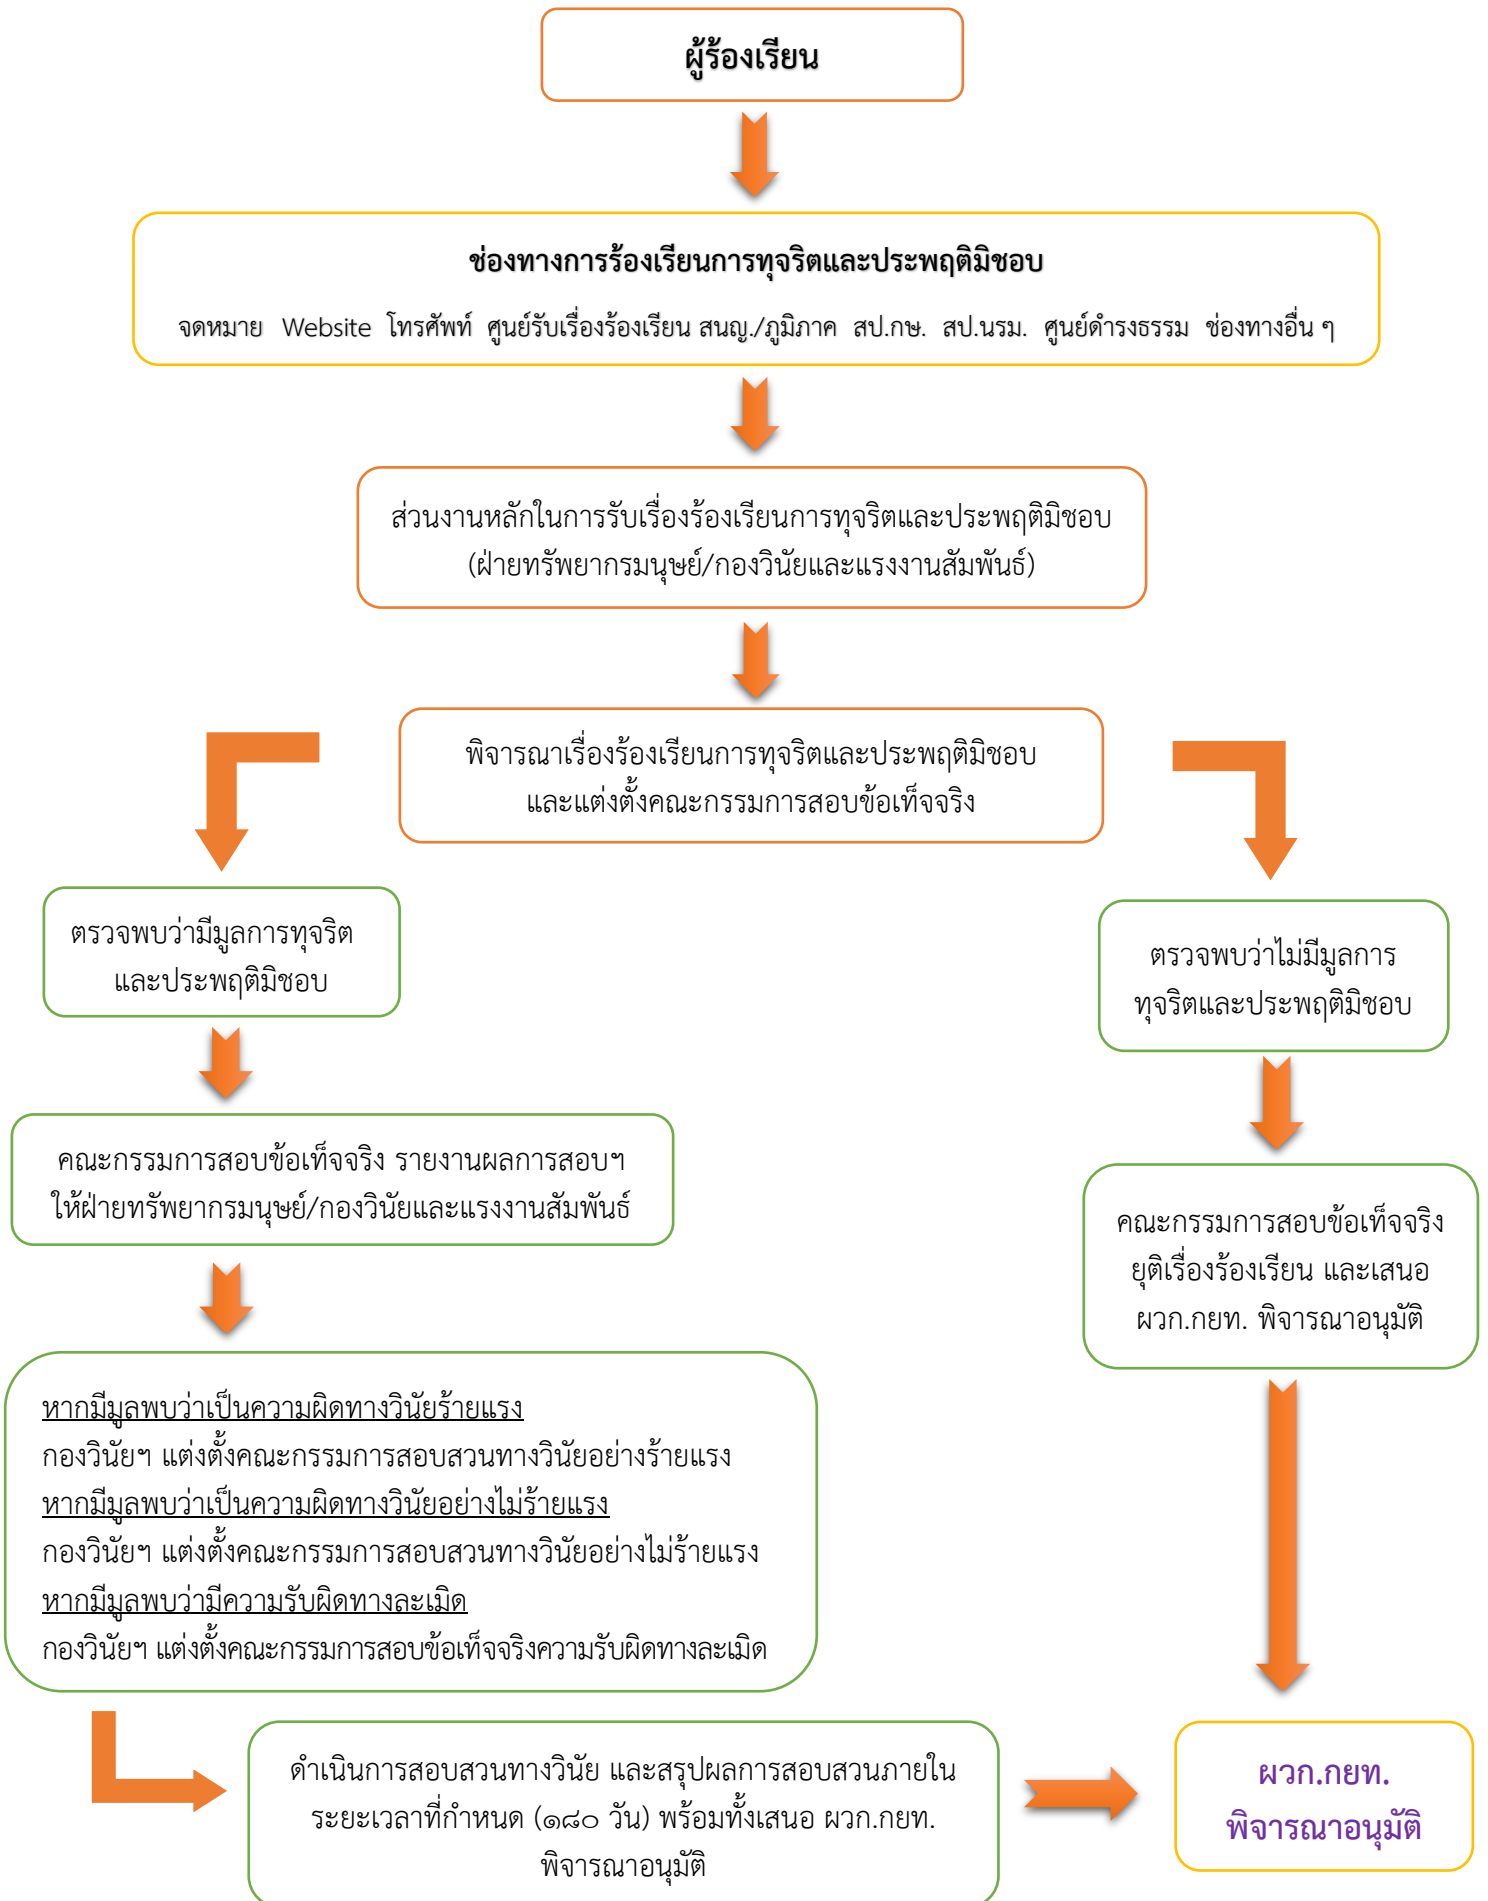 ผู้ร้องเรียน
ช่องทางการร้องเรียนการทุจริตและประพฤติมิชอบ
จดหมาย Website โทรศัพท์ ศูนย์รับเรื่องร้องเรียน สนญ./ภูมิภาค สป.กษ. สป.นรม. ศูนย์ดำรงธรรม ช่องทางอื่น ๆ
ส่วนงานหลักในการรับเรื่องร้องเรียนการทุจริตและประพฤติมิชอบ
(ฝ่ายทรัพยากรมนุษย์/กองวินัยและแรงงานสัมพันธ์)
พิจารณาเรื่องร้องเรียนการทุจริตและประพฤติมิชอบ
และแต่งตั้งคณะกรรมการสอบข้อเท็จจริง
ตรวจพบว่ามีมูลการทุจริต
และประพฤติมิชอบ
ตรวจพบว่าไม่มีมูลการ
ทุจริตและประพฤติมิชอบ
คณะกรรมการสอบข้อเท็จจริง รายงานผลการสอบฯ
ให้ฝ่ายทรัพยากรมนุษย์/กองวินัยและแรงงานสัมพันธ์
คณะกรรมการสอบข้อเท็จจริง
ยุติเรื่องร้องเรียน และเสนอ
ผวก.กยท. พิจารณาอนุมัติ
หากมีมูลพบว่าเป็นความผิดทางวินัยร้ายแรง
กองวินัยฯ แต่งตั้งคณะกรรมการสอบสวนทางวินัยอย่างร้ายแรง
หากมีมูลพบว่าเป็นความผิดทางวินัยอย่างไม่ร้ายแรง
กองวินัยฯ แต่งตั้งคณะกรรมการสอบสวนทางวินัยอย่างไม่ร้ายแรง
หากมีมูลพบว่ามีความรับผิดทางละเมิด
กองวินัยฯ แต่งตั้งคณะกรรมการสอบข้อเท็จจริงความรับผิดทางละเมิด
ดำเนินการสอบสวนทางวินัย และสรุปผลการสอบสวนภายใน
ระยะเวลาที่กำหนด (๑๘๐ วัน) พร้อมทั้งเสนอ ผวก.กยท.
พิจารณาอนุมัติ
ผวก.กยท.
พิจารณาอนุมัติ